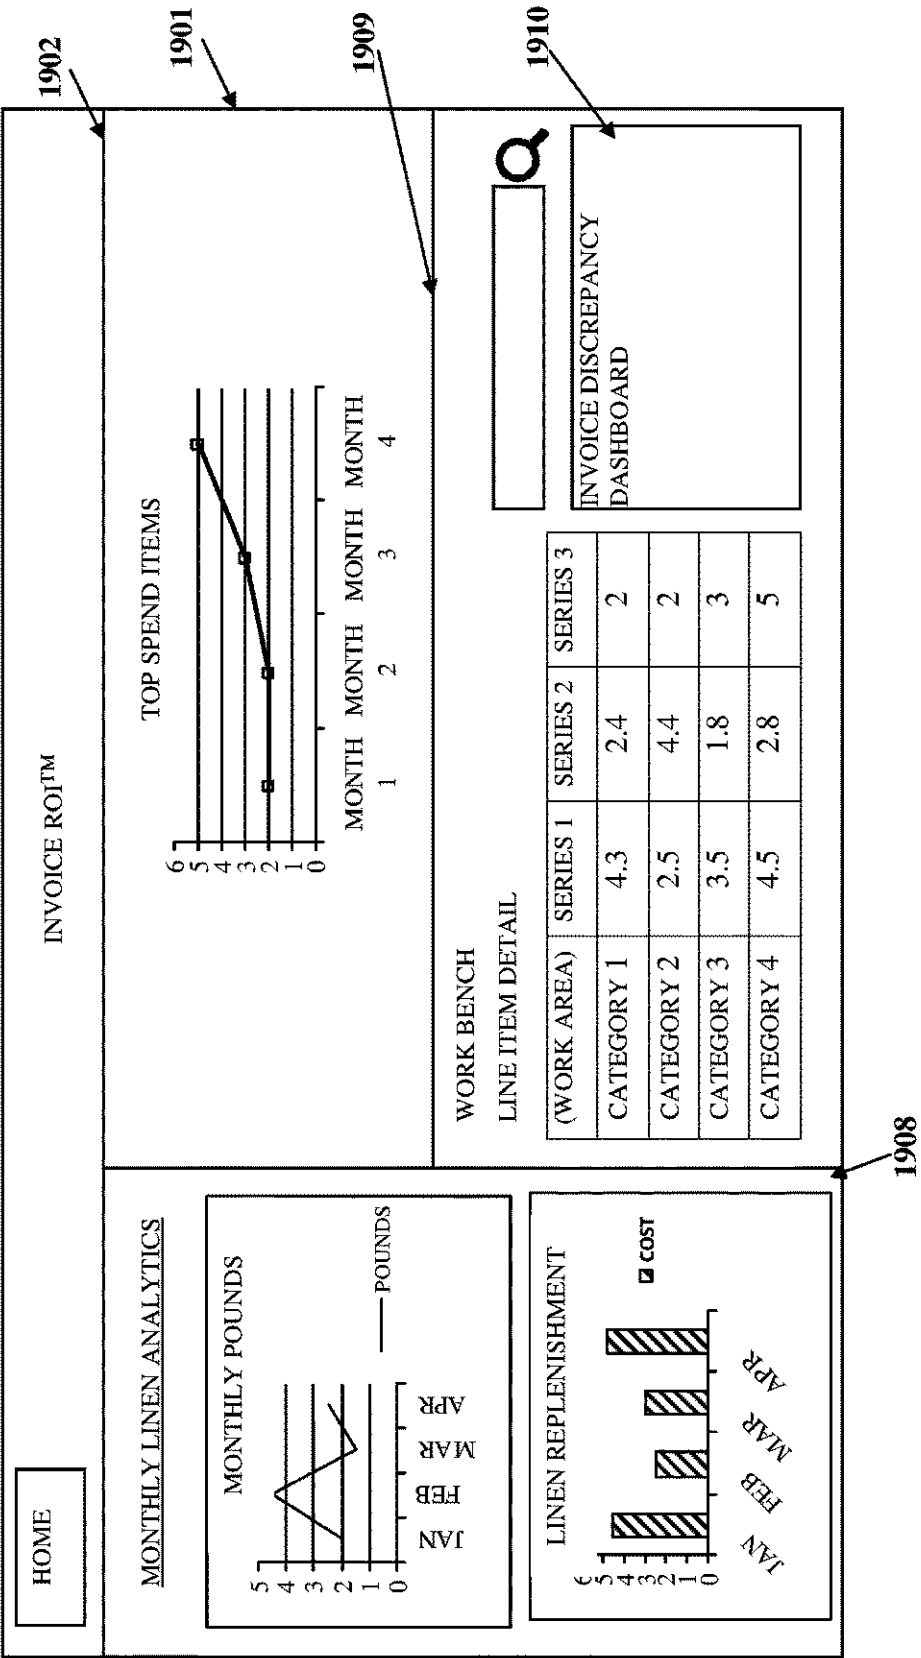 HOME
INVOICE ROI™
1902
1901
1909
1910
MONTHLY LINEN ANALYTICS
MONTHLY POUNDS
5
4
3
2
1
0
JAN
FEB
MAR
APR
POUNDS
LINEN REPLENISHMENT
€
5
4
3
2
1
0
JAN
FEB
MAR
APR
COST
1908
TOP SPEND ITEMS
6
5
4
3
2
1
0
MONTH MONTH MONTH MONTH
1 2 3 4
WORK BENCH
LINE ITEM DETAIL
(WORK AREA) SERIES 1 SERIES 2 SERIES 3
CATEGORY 1 4.3 2.4 2
CATEGORY 2 2.5 4.4 2
CATEGORY 3 3.5 1.8 3
CATEGORY 4 4.5 2.8 5
INVOICE DISCREPANCY
DASHBOARD